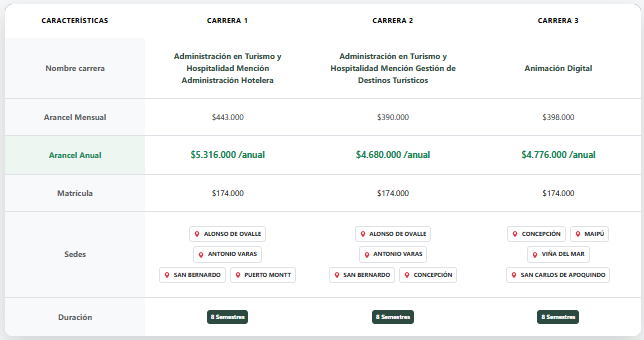 CARACTERÍSTICAS CARRERA 1 CARRERA 2 CARRERA 3
Nombre carrera
Administración en Turismo y
Hospitalidad Mención
Administración Hotelera
Administración en Turismo y
Hospitalidad Mención Gestión de
Destinos Turísticos
Animación Digital
Arancel Mensual $443.000 $390.000 $398.000
Arancel Anual $5.316.000 /anual $4.680.000 /anual $4.776.000 /anual
Matrícula $174.000 $174.000 $174.000
Sedes
ALONSO DE OVALLE
ANTONIO VARAS
SAN BERNARDO PUERTO MONTT
ALONSO DE OVALLE
ANTONIO VARAS
SAN BERNARDO CONCEPCIÓN
CONCEPCIÓN MAIPÚ
VIÑA DEL MAR
SAN CARLOS DE APOQUINDO
Duración 8 Semestres 8 Semestres 8 Semestres